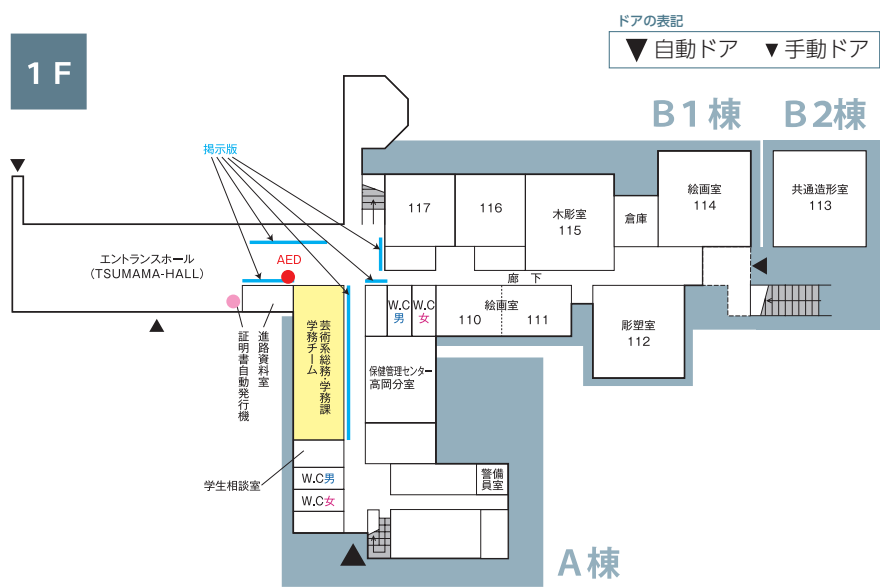 ドアの表記
▼自動ドア ▼手動ドア
1F
B1棟
B2棟
掲示版
117
116
木彫室
115
倉庫
絵画室
114
共通造形室
113
エントランスホール
(TSUMAMA-HALL)
AED
廊 下
W.C
男
W.C
女
絵画室
110
111
彫塑室
112
証明書自動発行機
進路資料室
芸術系総務・学務課
学務チーム
保健管理センター
高岡分室
学生相談室
W.C男
W.C女
警備
員室
A棟